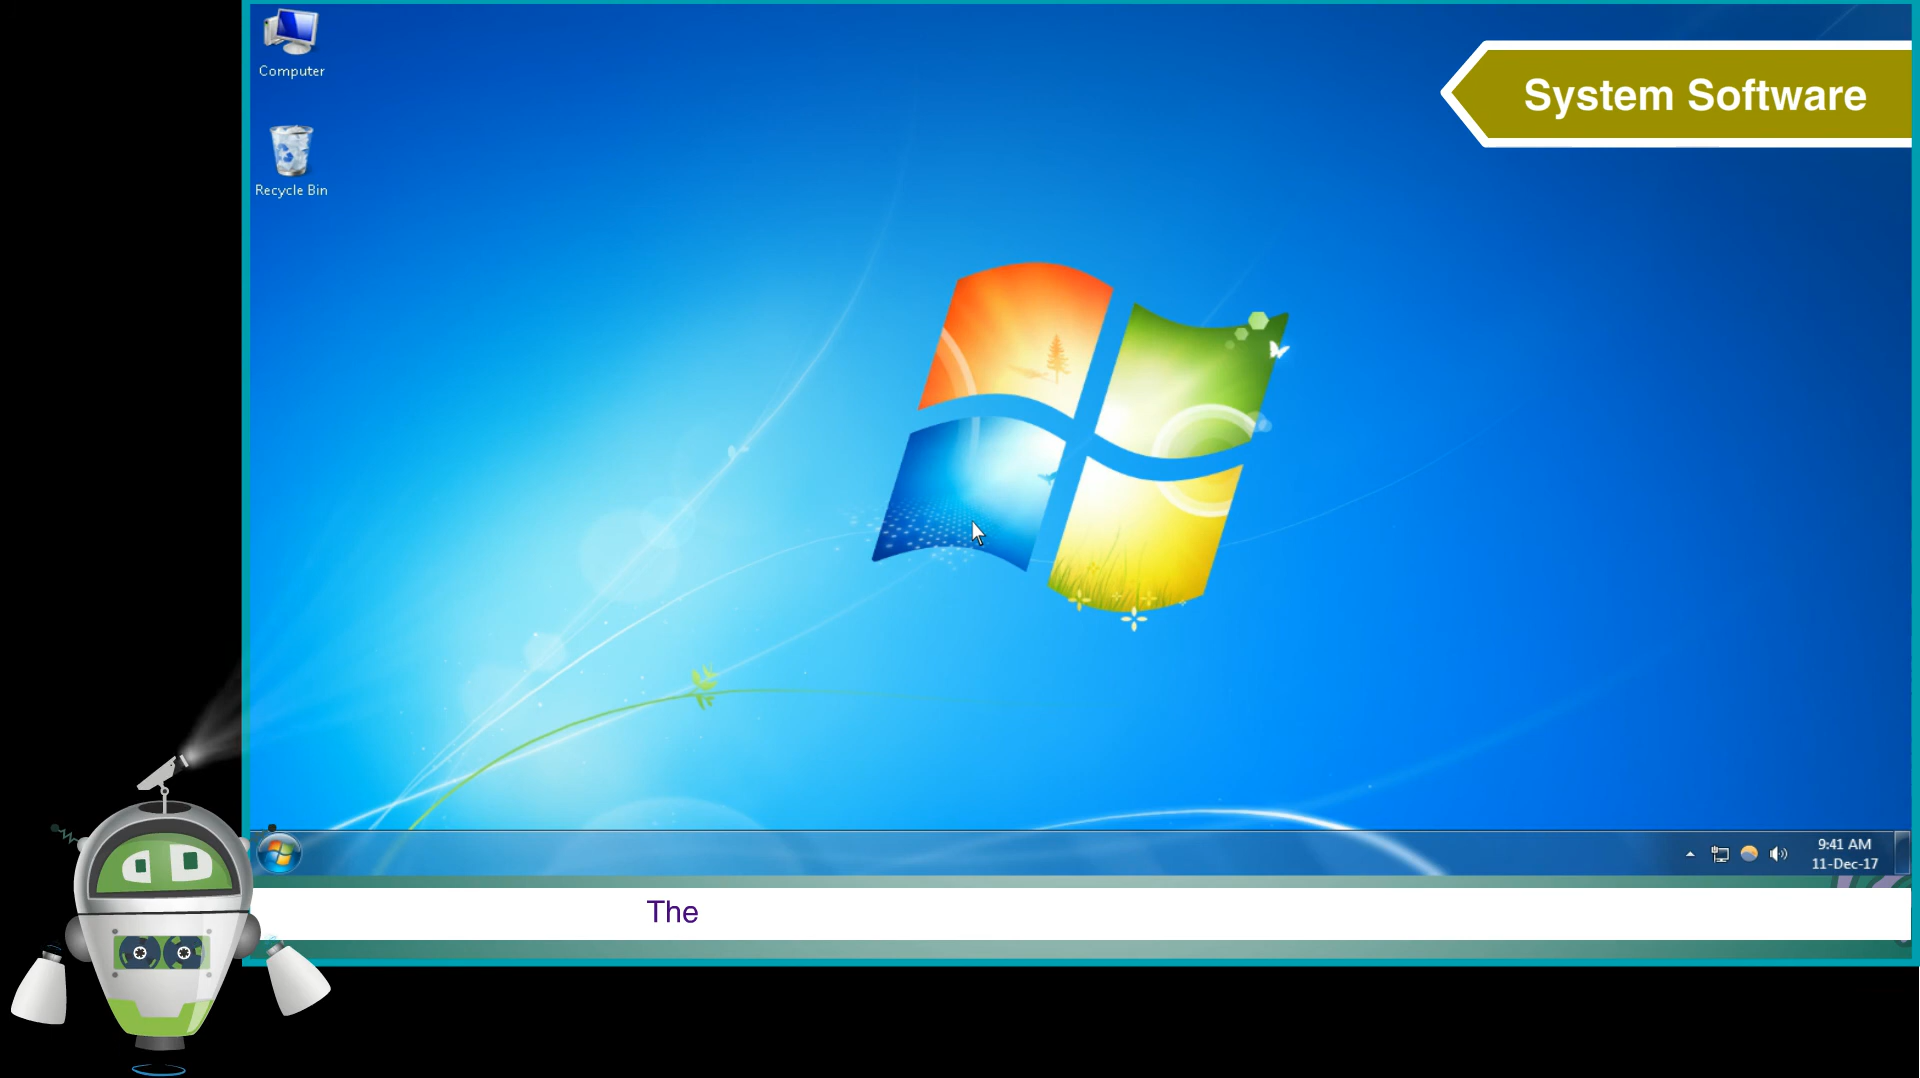 Computer
System Software
Recycle Bin
9:41 AM
11-Dec-17
The